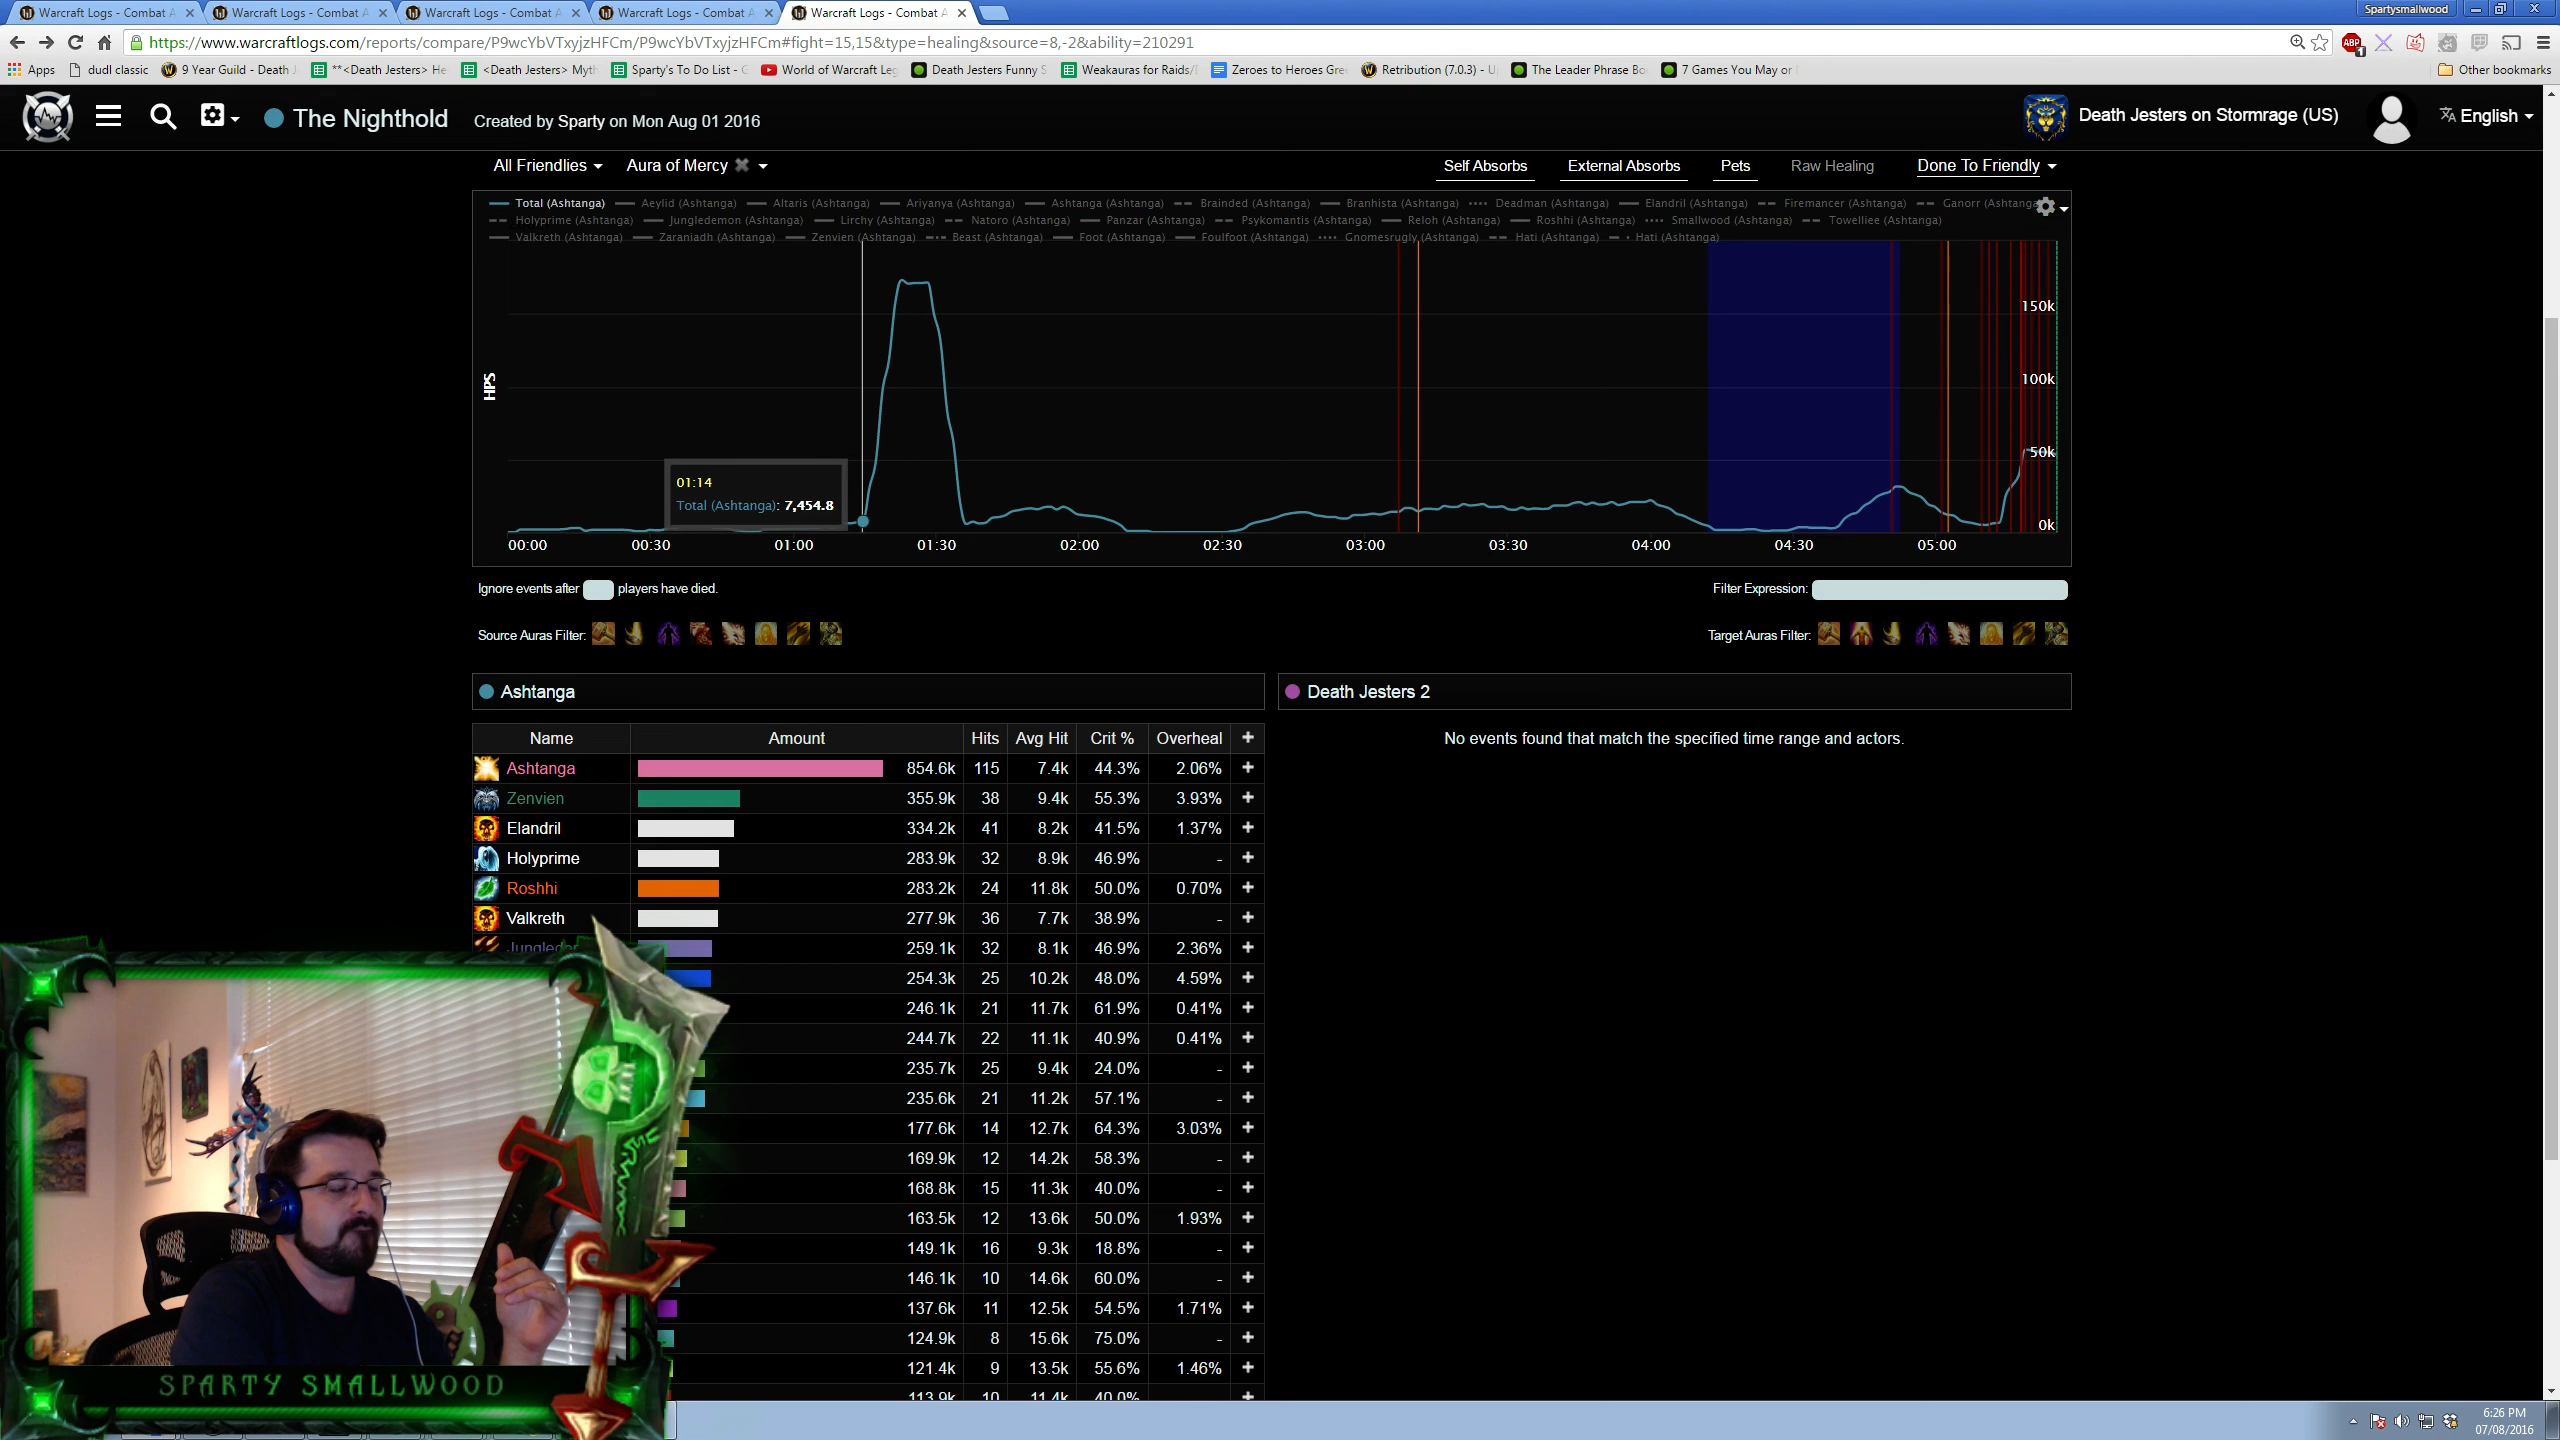 Warcraft Logs - Combat A
Warcraft Logs - Combat A
Warcraft Logs - Combat A
Warcraft Logs - Combat A
Warcraft Logs - Combat A
Spartysmallwood
https://www.warcraftlogs.com/reports/compare/P9wcYbVTxyjzHFCm/P9wcYbVTxyjzHFCm#fight=15,15&type=healing&source=8,-2&ability=210291
ABP 1
Apps dudl classic 9 Year Guild - Death J **<Death Jesters> He <Death Jesters> Myth Sparty's To Do List - G World of Warcraft Leg Death Jesters Funny S Weakauras for Raids/ Zeroes to Heroes Gre Retribution (7.0.3) - U The Leader Phrase Bo 7 Games You May or Other bookmarks
The Nighthold Created by Sparty on Mon Aug 01 2016 Death Jesters on Stormrage (US) English
All Friendlies Aura of Mercy Self Absorbs External Absorbs Pets Raw Healing Done To Friendly
Total (Ashtanga) Aeylid (Ashtanga) Altaris (Ashtanga) Ariyanya (Ashtanga) Ashtanga (Ashtanga) Brainded (Ashtanga) Branhista (Ashtanga) Deadman (Ashtanga) Elandril (Ashtanga) Firemancer (Ashtanga) Ganorr (Ashtanga
Holyprime (Ashtanga) Jungledemon (Ashtanga) Lirchy (Ashtanga) Natoro (Ashtanga) Panzar (Ashtanga) Psykomantis (Ashtanga) Reloh (Ashtanga) Roshhi (Ashtanga) Smallwood (Ashtanga) Towelliee (Ashtanga)
Valkreth (Ashtanga) Zaraniadh (Ashtanga) Zenvien (Ashtanga) Beast (Ashtanga) Foot (Ashtanga) Foulfoot (Ashtanga) Gnomesrugly (Ashtanga) Hati (Ashtanga) Hati (Ashtanga)
150k
100k
HPS
50k
01:14
Total (Ashtanga): 7,454.8
0k
00:00 00:30 01:00 01:30 02:00 02:30 03:00 03:30 04:00 04:30 05:00
Ignore events after players have died. Filter Expression:
Source Auras Filter: Target Auras Filter:
Ashtanga Death Jesters 2
Name Amount Hits Avg Hit Crit % Overheal +
No events found that match the specified time range and actors.
Ashtanga 854.6k 115 7.4k 44.3% 2.06% +
Zenvien 355.9k 38 9.4k 55.3% 3.93% +
Elandril 334.2k 41 8.2k 41.5% 1.37% +
Holyprime 283.9k 32 8.9k 46.9% - +
Roshhi 283.2k 24 11.8k 50.0% 0.70% +
Valkreth 277.9k 36 7.7k 38.9% - +
259.1k 32 8.1k 46.9% 2.36% +
254.3k 25 10.2k 48.0% 4.59% +
246.1k 21 11.7k 61.9% 0.41% +
244.7k 22 11.1k 40.9% 0.41% +
235.7k 25 9.4k 24.0% - +
235.6k 21 11.2k 57.1% - +
177.6k 14 12.7k 64.3% 3.03% +
169.9k 12 14.2k 58.3% - +
168.8k 15 11.3k 40.0% - +
163.5k 12 13.6k 50.0% 1.93% +
149.1k 16 9.3k 18.8% - +
146.1k 10 14.6k 60.0% - +
137.6k 11 12.5k 54.5% 1.71% +
124.9k 8 15.6k 75.0% - +
121.4k 9 13.5k 55.6% 1.46% +
113.9k 10 11.4k 40.0% +
SPARTY SMALLWOOD
6:26 PM
07/08/2016